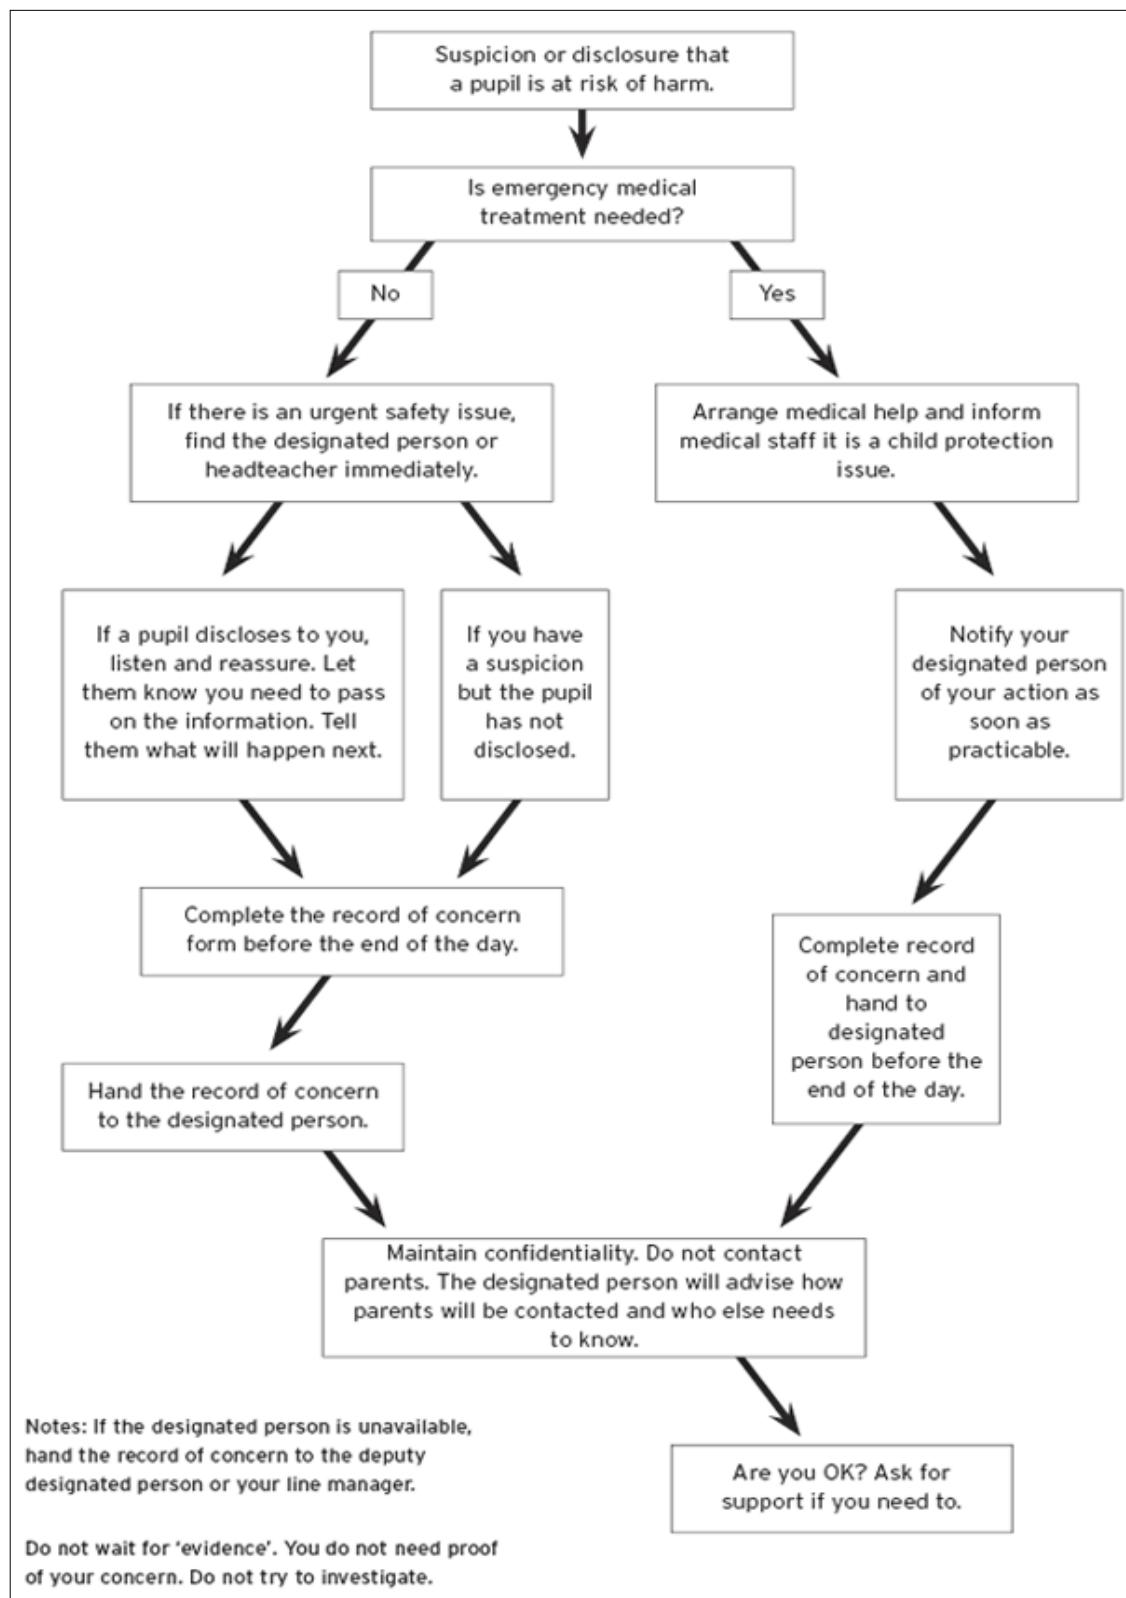 Suspicion or disclosure that
a pupil is at risk of harm.
Is emergency medical
treatment needed?
No
Yes
If there is an urgent safety issue,
find the designated person or
headteacher immediately.
Arrange medical help and inform
medical staff it is a child protection
issue.
If a pupil discloses to you,
listen and reassure. Let
them know you need to pass
on the information. Tell
them what will happen next.
If you have
a suspicion
but the pupil
has not
disclosed.
Notify your
designated person
of your action as
soon as
practicable.
Complete the record of concern
form before the end of the day.
Complete record
of concern and
hand to
designated
person before the
end of the day.
Hand the record of concern
to the designated person.
Maintain confidentiality. Do not contact
parents. The designated person will advise how
parents will be contacted and who else needs
to know.
Notes: If the designated person is unavailable,
hand the record of concern to the deputy
designated person or your line manager.
Do not wait for ‘evidence’. You do not need proof
of your concern. Do not try to investigate.
Are you OK? Ask for
support if you need to.